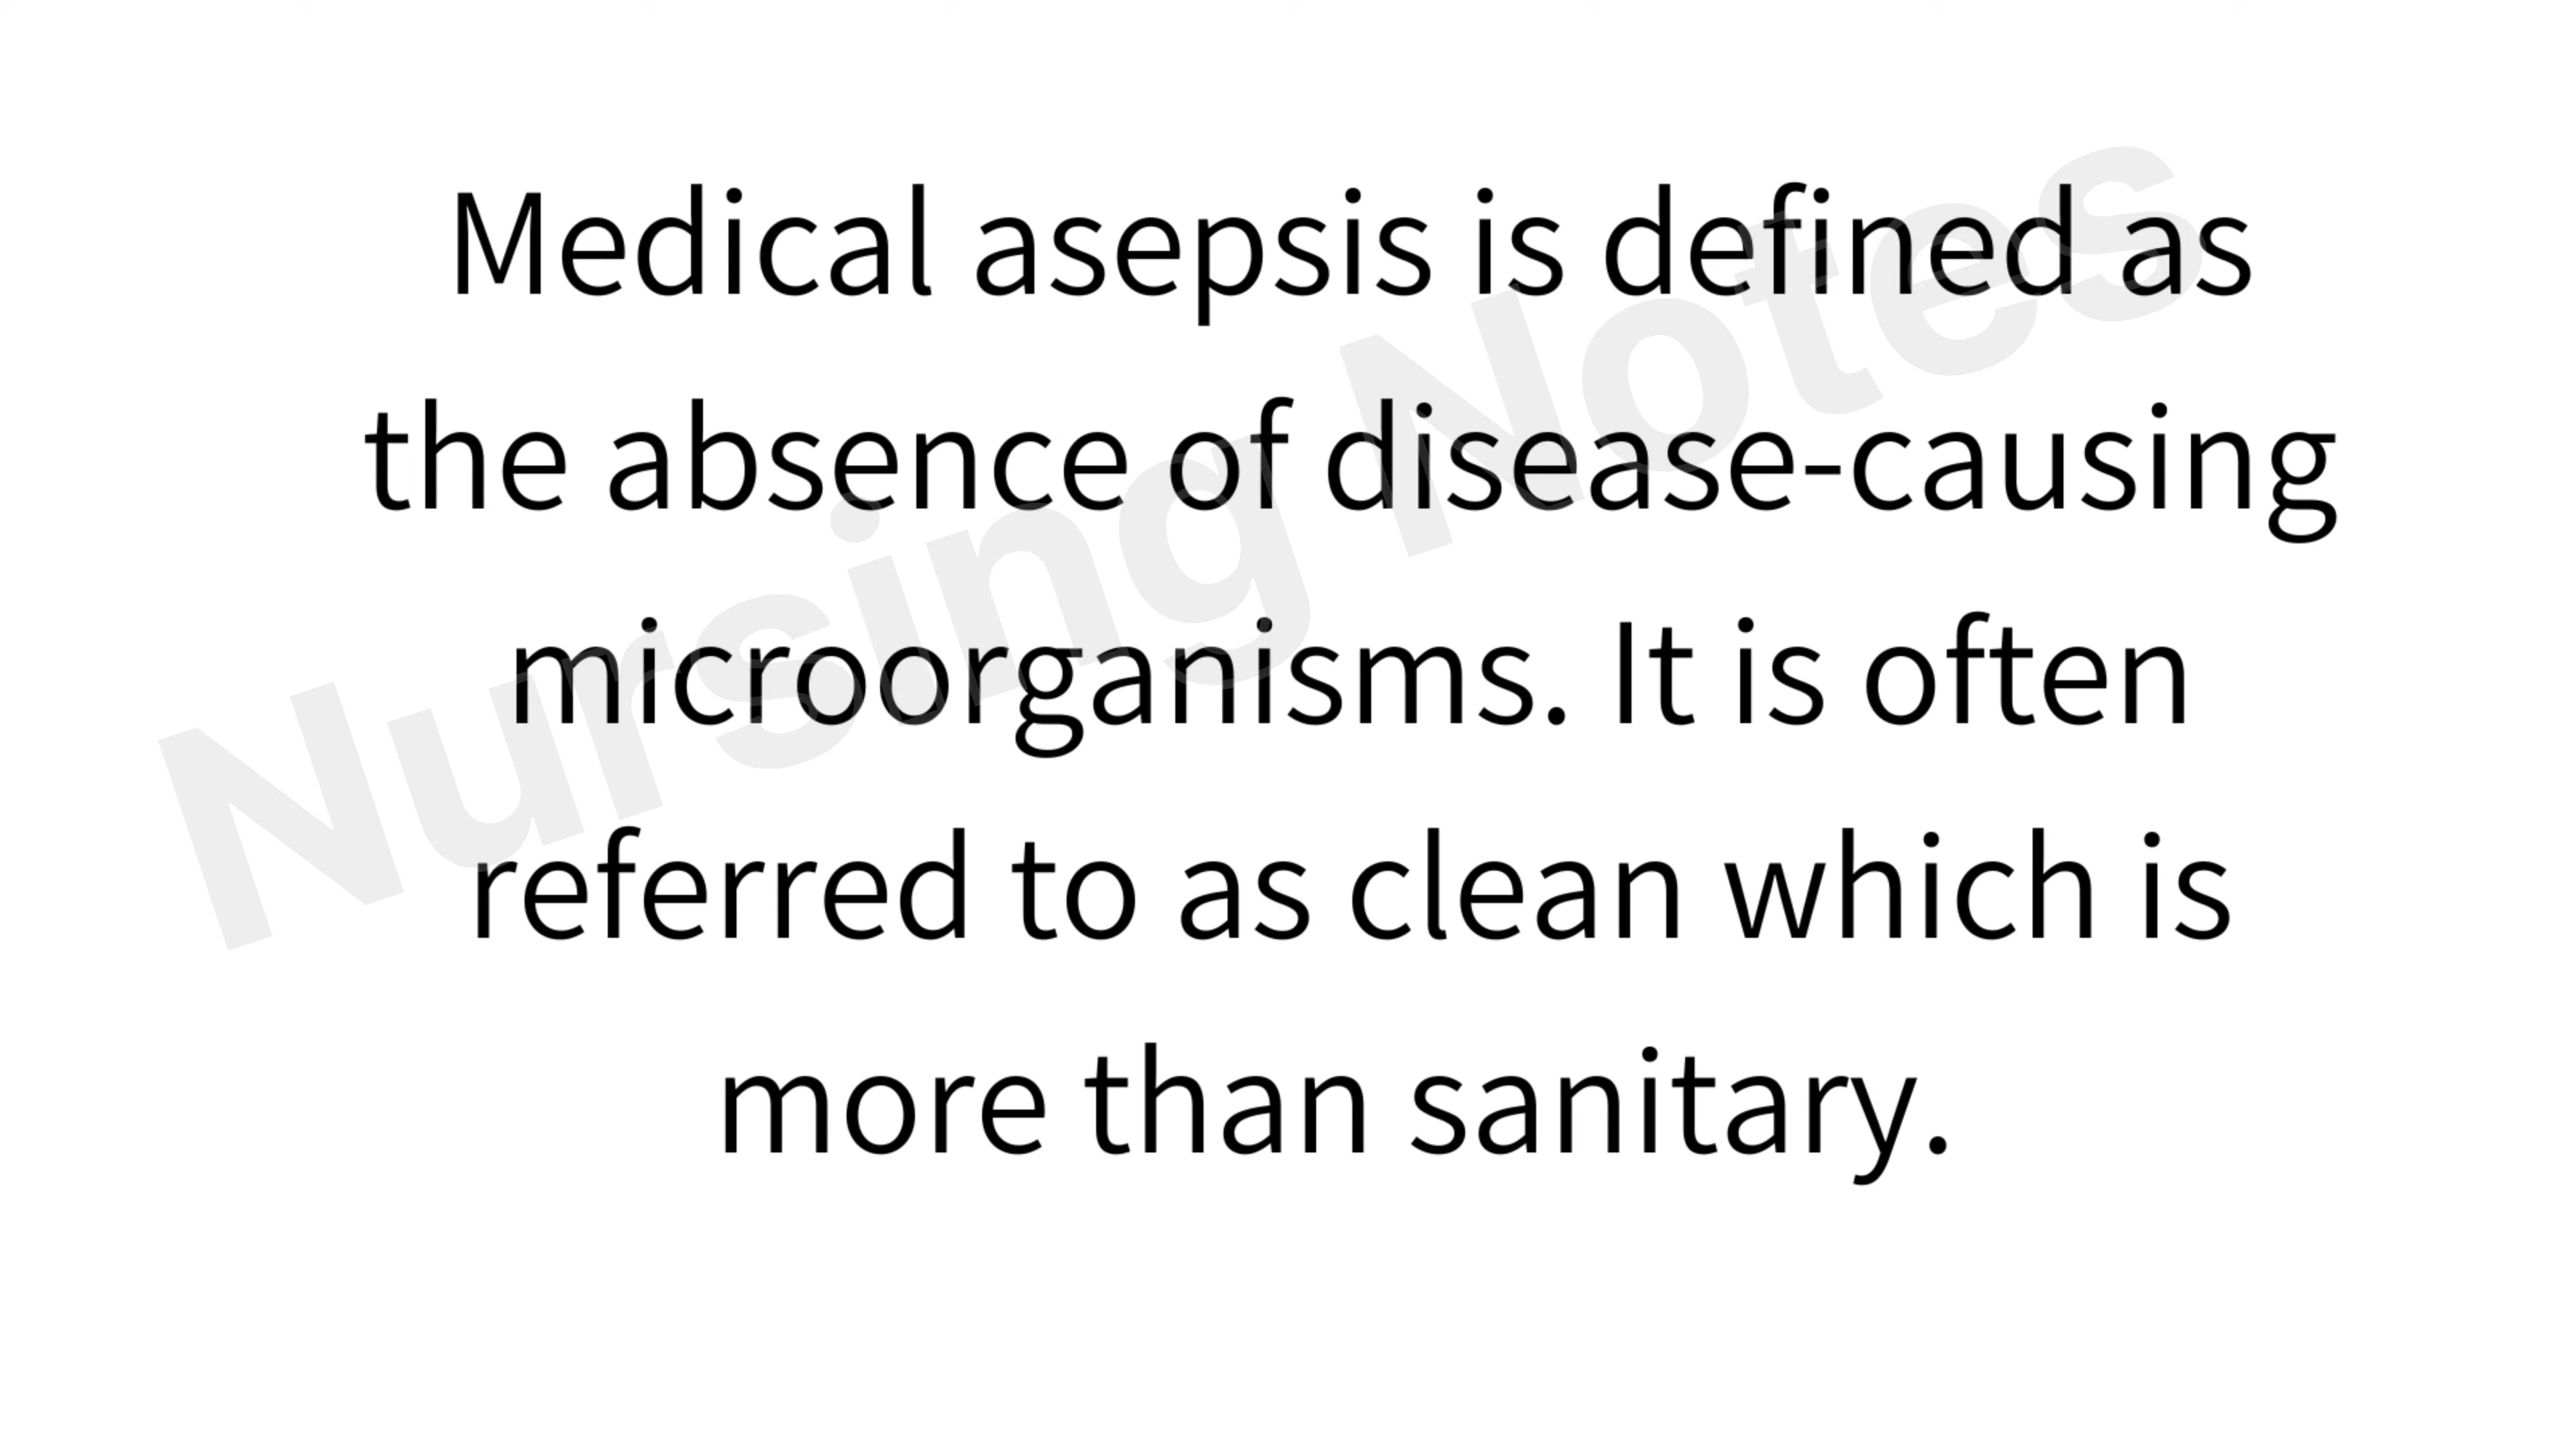 Medical asepsis is defined as
the absence of disease-causing
microorganisms. It is often
referred to as clean which is
more than sanitary.
Nursing Notes